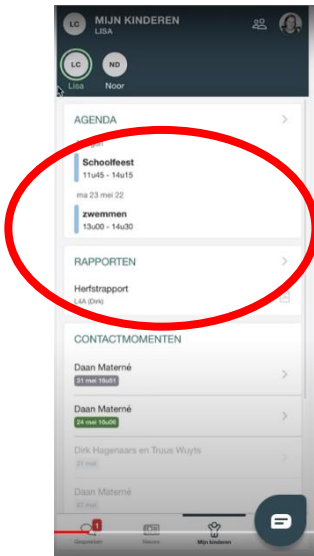 LC
MIJN KINDEREN
LISA
LC
ND
Lisa
Noor
AGENDA
Schoolfeest
11u45 - 14u15
ma 23 mei 22
zwemmen
13u00 - 14u30
RAPPORTEN
Herfstrapport
L4A (Dirk)
CONTACTMOMENTEN
Daan Materné
31 mei 16u51
Daan Materné
24 mei 16u06
Dirk Hagenaars en Truus Wuyts
Daan Materné
1
Gesprekken
Nieuws
Mijn kinderen